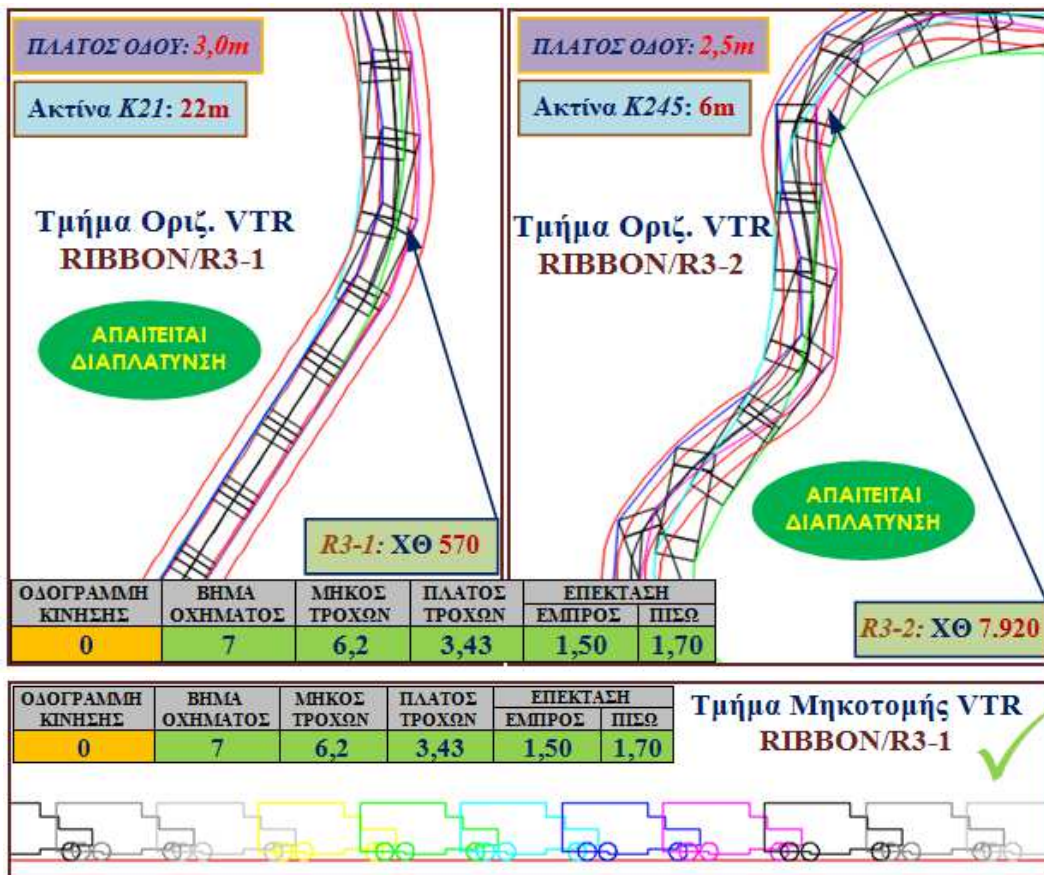 ΠΛΑΤΟΣ ΟΔΟΥ: 3,0m
Ακτίνα K21: 22m
Τμήμα Οριζ. VTR
RIBBON/R3-1
ΑΠΑΙΤΕΙΤΑΙ
ΔΙΑΠΛΑΤΥΝΣΗ
R3-1: ΧΘ 570
ΠΛΑΤΟΣ ΟΔΟΥ: 2,5m
Ακτίνα K245: 6m
Τμήμα Οριζ. VTR
RIBBON/R3-2
ΑΠΑΙΤΕΙΤΑΙ
ΔΙΑΠΛΑΤΥΝΣΗ
R3-2: ΧΘ 7.920
ΟΔΟΓΡΑΜΜΗ ΒΗΜΑ ΜΗΚΟΣ ΠΛΑΤΟΣ ΕΠΕΚΤΑΣΗ
ΚΙΝΗΣΗΣ ΟΧΗΜΑΤΟΣ ΤΡΟΧΩΝ ΤΡΟΧΩΝ ΕΜΠΡΟΣ ΠΙΣΩ
0 7 6,2 3,43 1,50 1,70
ΟΔΟΓΡΑΜΜΗ ΒΗΜΑ ΜΗΚΟΣ ΠΛΑΤΟΣ ΕΠΕΚΤΑΣΗ
ΚΙΝΗΣΗΣ ΟΧΗΜΑΤΟΣ ΤΡΟΧΩΝ ΤΡΟΧΩΝ ΕΜΠΡΟΣ ΠΙΣΩ
0 7 6,2 3,43 1,50 1,70
Τμήμα Μηκοτομής VTR
RIBBON/R3-1